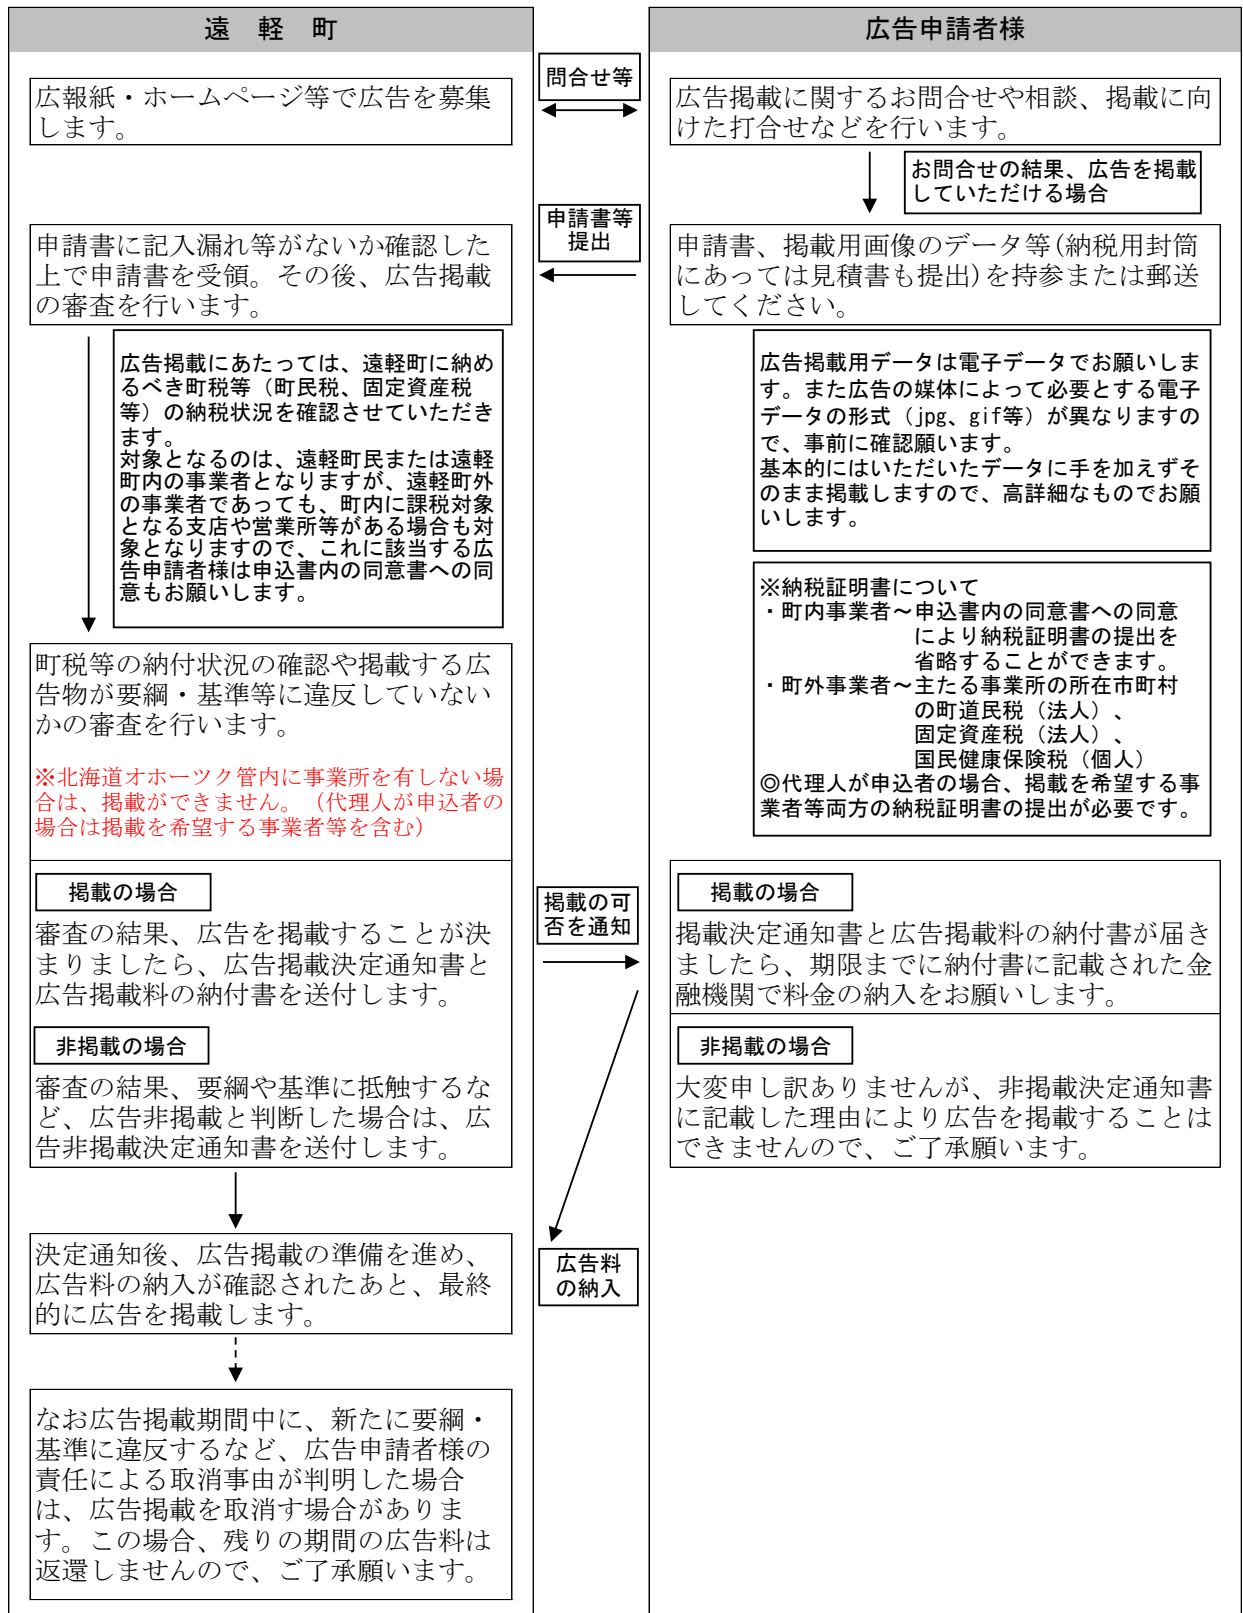 遠　軽　町
広告申請者様
問合せ等
広報紙・ホームページ等で広告を募集
します。
広告掲載に関するお問合せや相談、掲載に向
けた打合せなどを行います。
お問合せの結果、広告を掲載
していただける場合
申請書等
提出
申請書に記入漏れ等がないか確認した
上で申請書を受領。その後、広告掲載
の審査を行います。
申請書、掲載用画像のデータ等(納税用封筒
にあっては見積書も提出)を持参または郵送
してください。
広告掲載にあたっては、遠軽町に納め
るべき町税等（町民税、固定資産税
等）の納税状況を確認させていただき
ます。
対象となるのは、遠軽町民または遠軽
町内の事業者となりますが、遠軽町外
の事業者であっても、町内に課税対象
となる支店や営業所等がある場合も対
象となりますので、これに該当する広
告申請者様は申込書内の同意書への同
意もお願いします。
広告掲載用データは電子データでお願いしま
す。また広告の媒体によって必要とする電子
データの形式（jpg、gif等）が異なりますの
で、事前に確認願います。
基本的にはいただいたデータに手を加えずそ
のまま掲載しますので、高詳細なものでお願
いします。
※納税証明書について
・町内事業者～申込書内の同意書への同意
により納税証明書の提出を
省略することができます。
・町外事業者～主たる事業所の所在市町村
の町道民税（法人）、
固定資産税（法人）、
国民健康保険税（個人）
◎代理人が申込者の場合、掲載を希望する事
業者等両方の納税証明書の提出が必要です。
町税等の納付状況の確認や掲載する広
告物が要綱・基準等に違反していない
かの審査を行います。
※北海道オホーツク管内に事業所を有しない場
合は、掲載ができません。（代理人が申込者の
場合は掲載を希望する事業者等を含む）
掲載の場合
審査の結果、広告を掲載することが決
まりましたら、広告掲載決定通知書と
広告掲載料の納付書を送付します。
掲載の可
否を通知
掲載の場合
掲載決定通知書と広告掲載料の納付書が届き
ましたら、期限までに納付書に記載された金
融機関で料金の納入をお願いします。
非掲載の場合
審査の結果、要綱や基準に抵触するな
ど、広告非掲載と判断した場合は、広
告非掲載決定通知書を送付します。
非掲載の場合
大変申し訳ありませんが、非掲載決定通知書
に記載した理由により広告を掲載することは
できませんので、ご了承願います。
決定通知後、広告掲載の準備を進め、
広告料の納入が確認されたあと、最終
的に広告を掲載します。
広告料
の納入
なお広告掲載期間中に、新たに要綱・
基準に違反するなど、広告申請者様の
責任による取消事由が判明した場合
は、広告掲載を取消す場合がありま
す。この場合、残りの期間の広告料は
返還しませんので、ご了承願います。